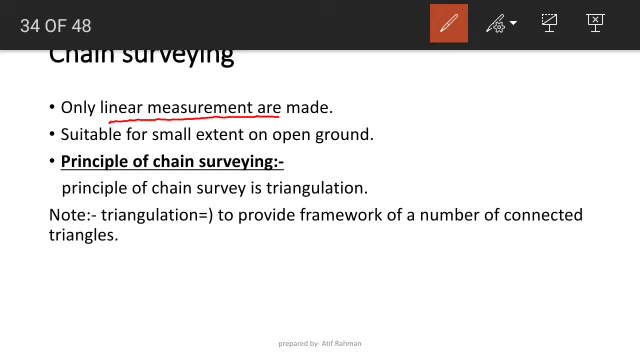 34 OF 48
Chain surveying
• Only linear measurement are made.
• Suitable for small extent on open ground.
• Principle of chain surveying:-
principle of chain survey is triangulation.
Note:- triangulation=) to provide framework of a number of connected
triangles.
prepared by- Atif Rahman